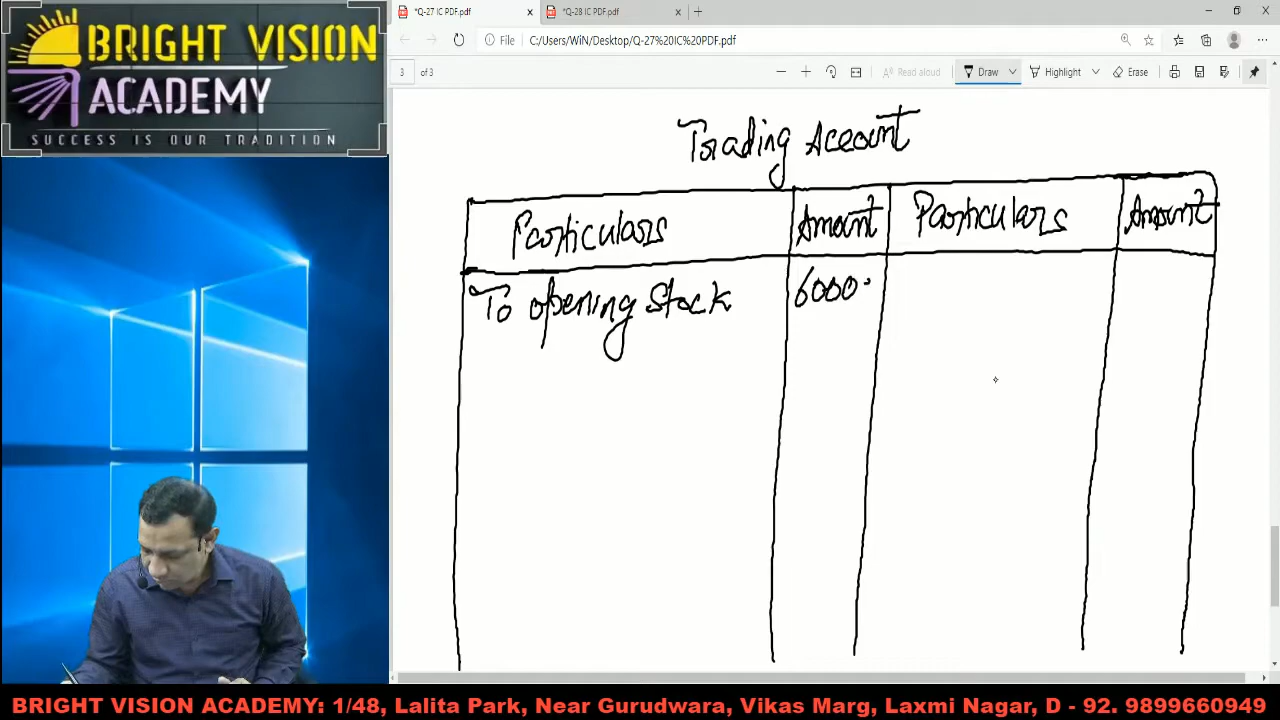 BRIGHT VISION
ACADEMY
SUCCESS IS OUR TRADITION
*Q-27 IC PDF.pdf
*Q-28 IC PDF.pdf
File C:/Users/WiN/Desktop/Q-27%20IC%20PDF.pdf
3 of 3
Read aloud Draw Highlight Erase
Trading Account
Particulars Amount Particulars Amount
To opening Stock 6000
BRIGHT VISION ACADEMY: 1/48, Lalita Park, Near Gurudwara, Vikas Marg, Laxmi Nagar, D - 92. 9899660949